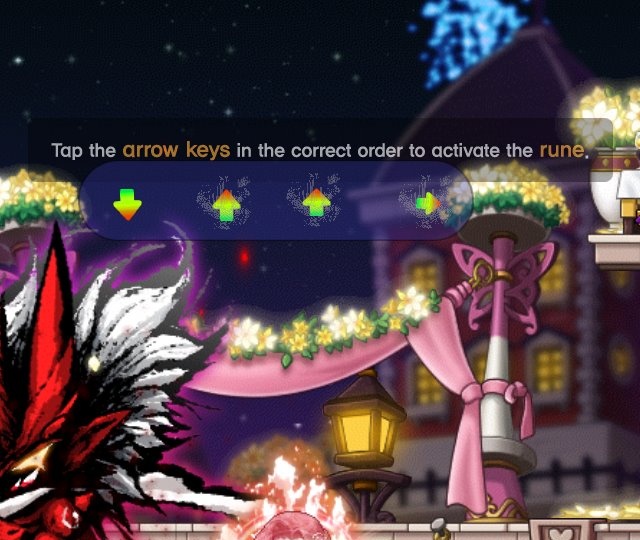 Tap the arrow keys in the correct order to activate the rune.